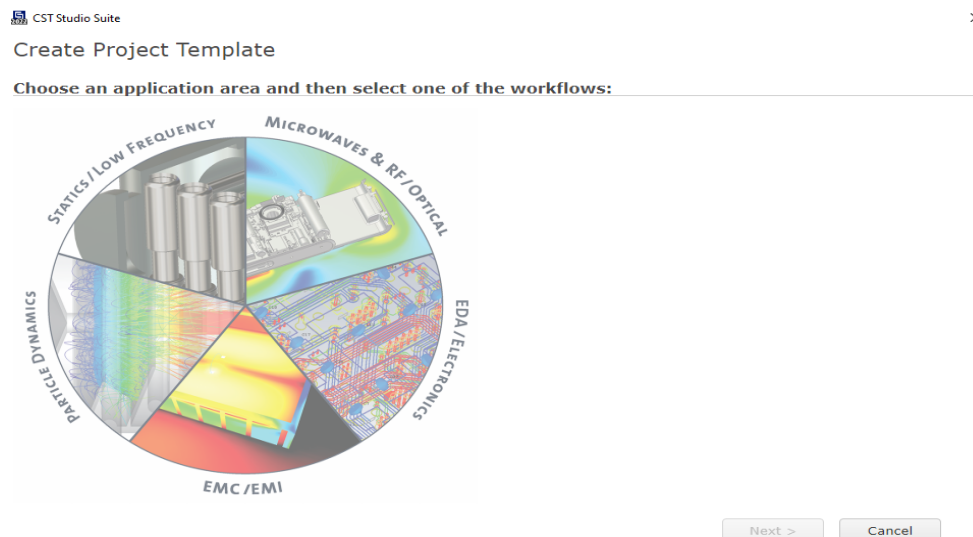 CST Studio Suite
Create Project Template
Choose an application area and then select one of the workflows:
STATICS/LOW FREQUENCY
MICROWAVES & RF/OPTICAL
PARTICLE DYNAMICS
EDA/ELECTRONICS
EMC/EMI
Next >
Cancel